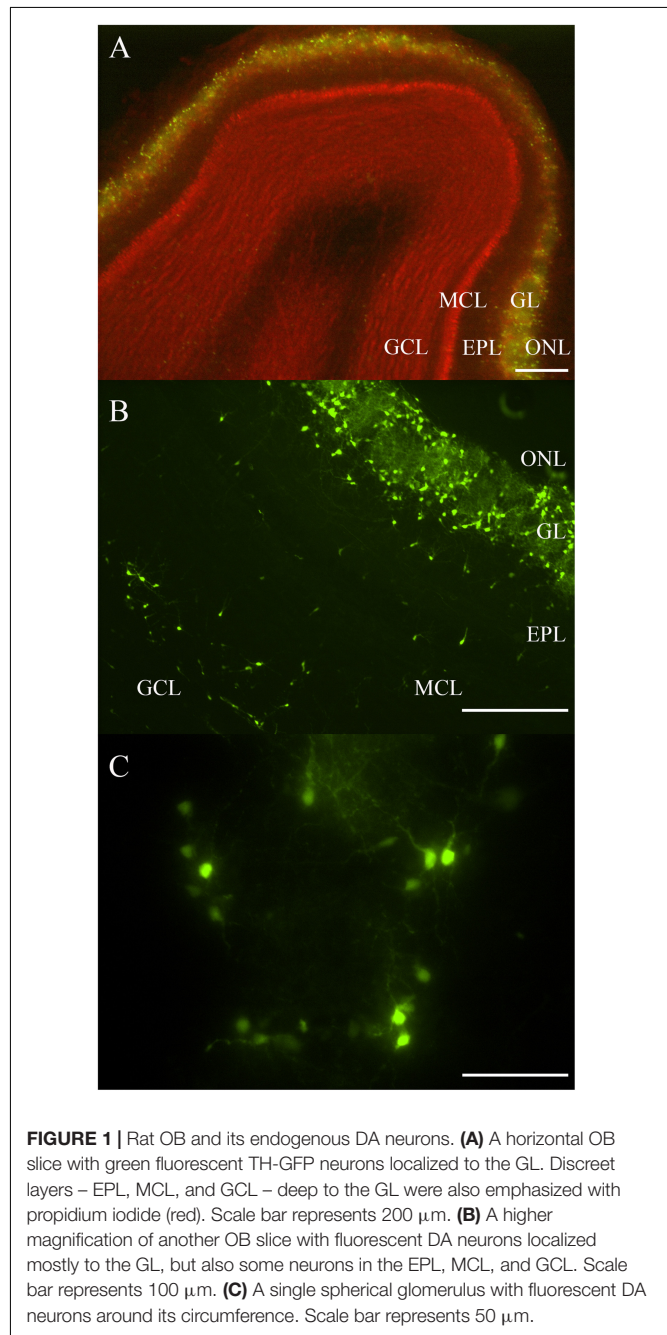 A
MCL GL
GCL EPL ONL
B
ONL
GL
EPL
GCL MCL
C
FIGURE 1 | Rat OB and its endogenous DA neurons. (A) A horizontal OB
slice with green fluorescent TH-GFP neurons localized to the GL. Discreet
layers – EPL, MCL, and GCL – deep to the GL were also emphasized with
propidium iodide (red). Scale bar represents 200 μm. (B) A higher
magnification of another OB slice with fluorescent DA neurons localized
mostly to the GL, but also some neurons in the EPL, MCL, and GCL. Scale
bar represents 100 μm. (C) A single spherical glomerulus with fluorescent DA
neurons around its circumference. Scale bar represents 50 μm.